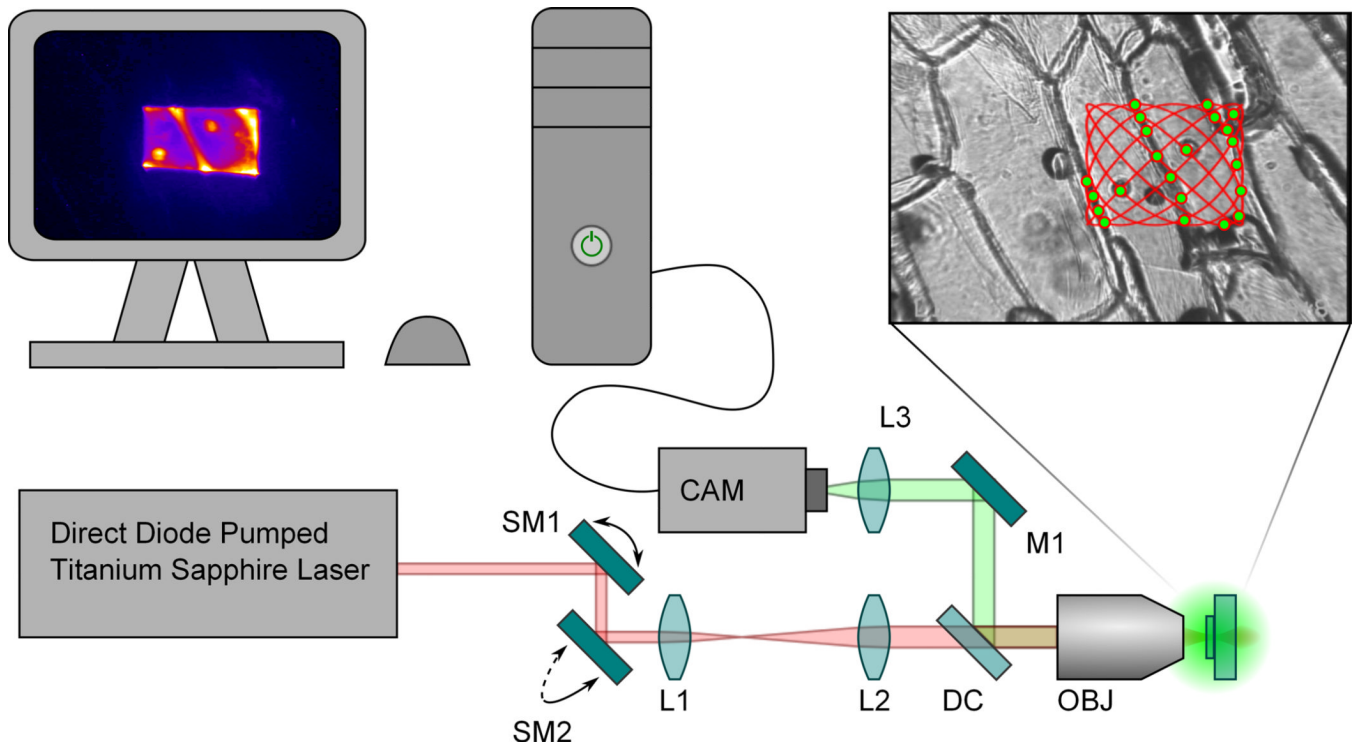 L3
CAM
SM1
M1
Direct Diode Pumped
Titanium Sapphire Laser
SM2
L1
L2
DC
OBJ